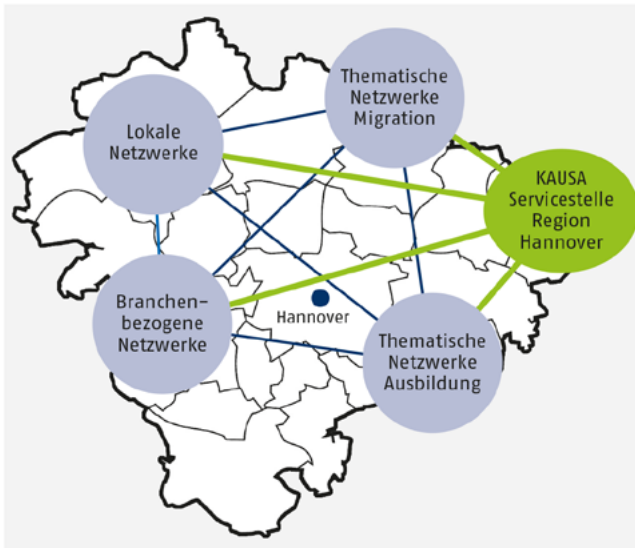 Thematische
Netzwerke
Migration
Lokale
Netzwerke
KAUSA
Servicestelle
Region
Hannover
Branchen-
bezogene
Netzwerke
Hannover
Thematische
Netzwerke
Ausbildung